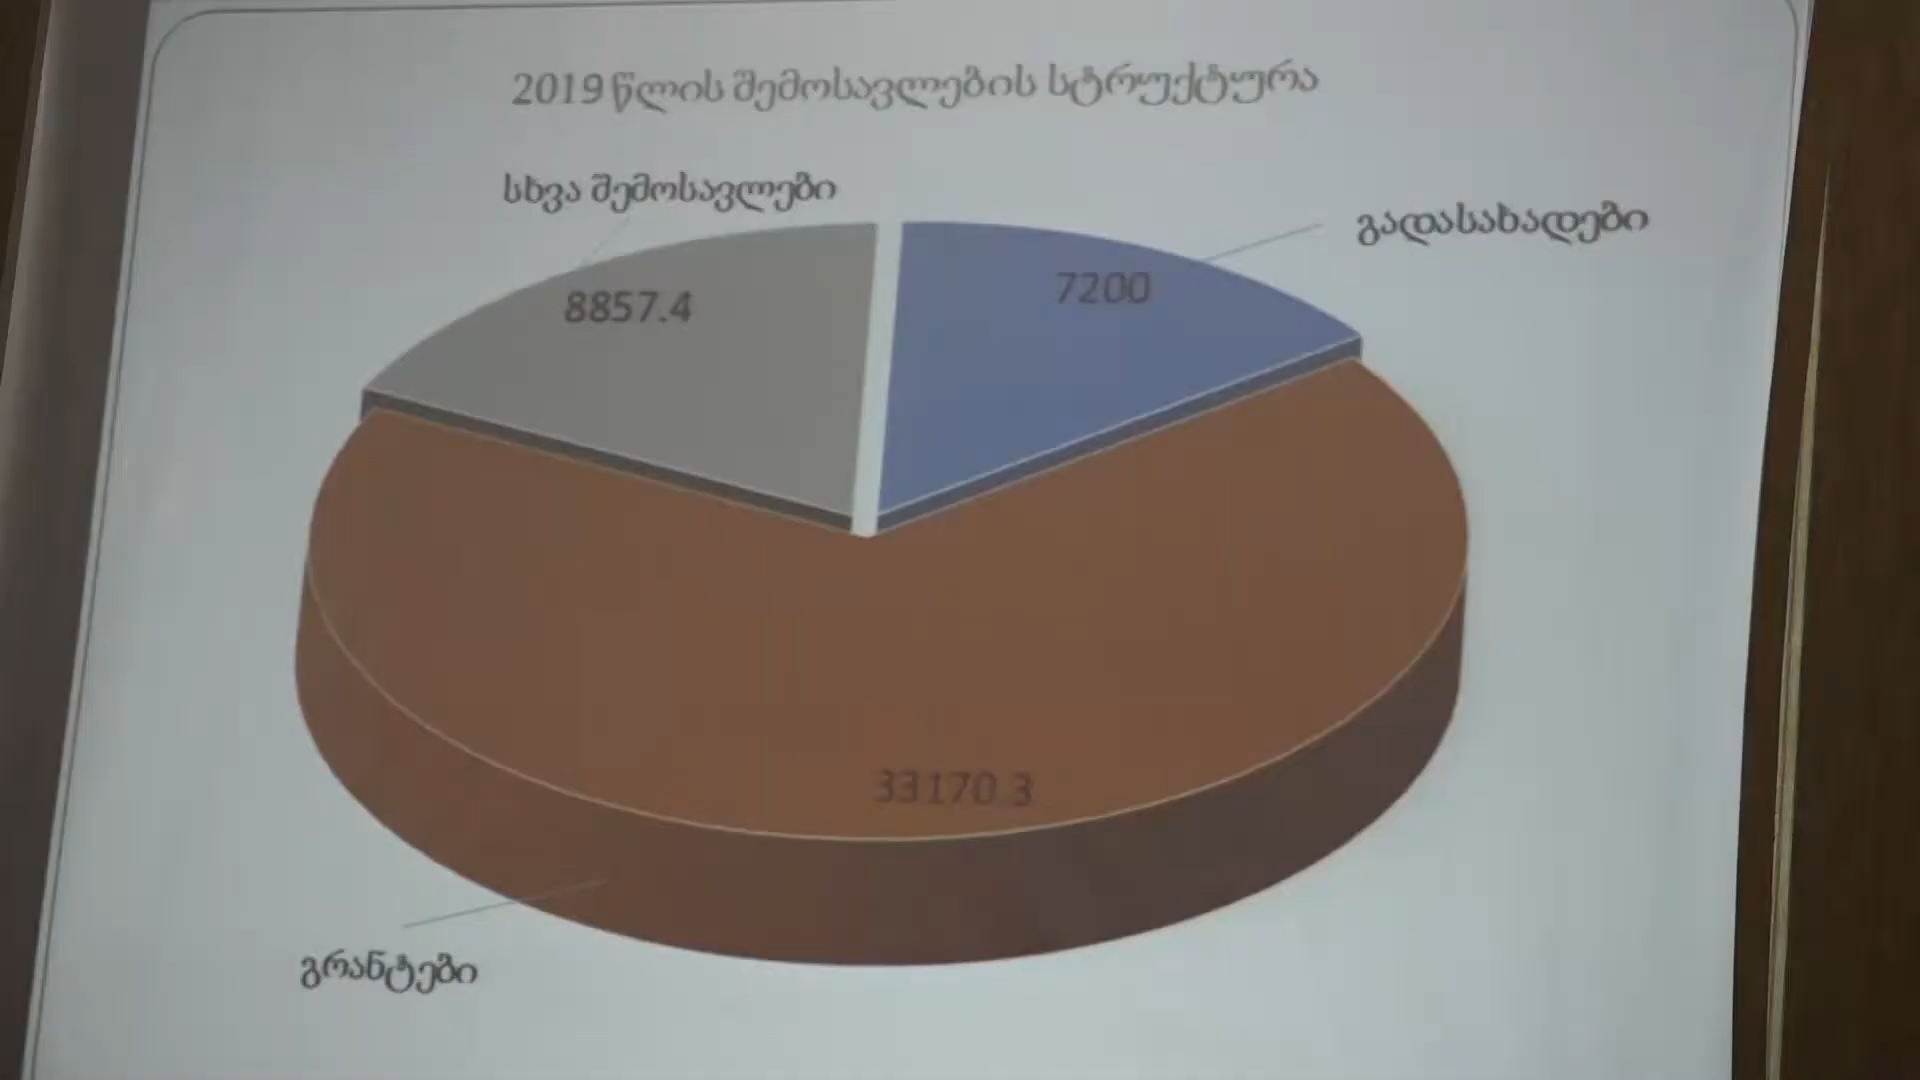 2019 წლის შემოსავლების სტრუქტურა
სხვა შემოსავლები
გადასახადები
8857.4
7200
33170.3
გრანტები